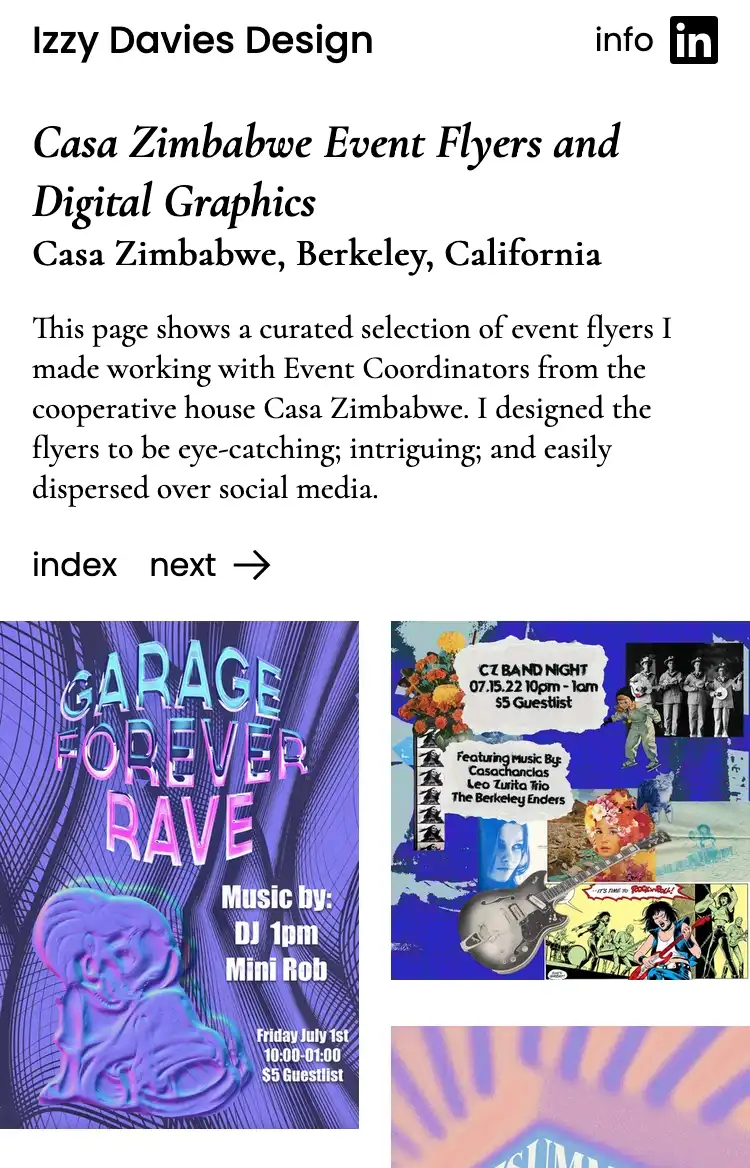 Izzy Davies Design
info in
Casa Zimbabwe Event Flyers and
Digital Graphics
Casa Zimbabwe, Berkeley, California
This page shows a curated selection of event flyers I
made working with Event Coordinators from the
cooperative house Casa Zimbabwe. I designed the
flyers to be eye-catching; intriguing; and easily
dispersed over social media.
index next →
GARAGE
FOREVER
RAVE
Music by:
DJ 1pm
Mini Rob
Friday July 1st
10:00-01:00
$5 Guestlist
CZ BAND NIGHT
07.15.22 10pm - 1am
$5 Guestlist
Featuring Music By:
Casachanclas
Leo Zurita Trio
The Berkeley Enders
IT'S TIME TO ROCK N ROLL!